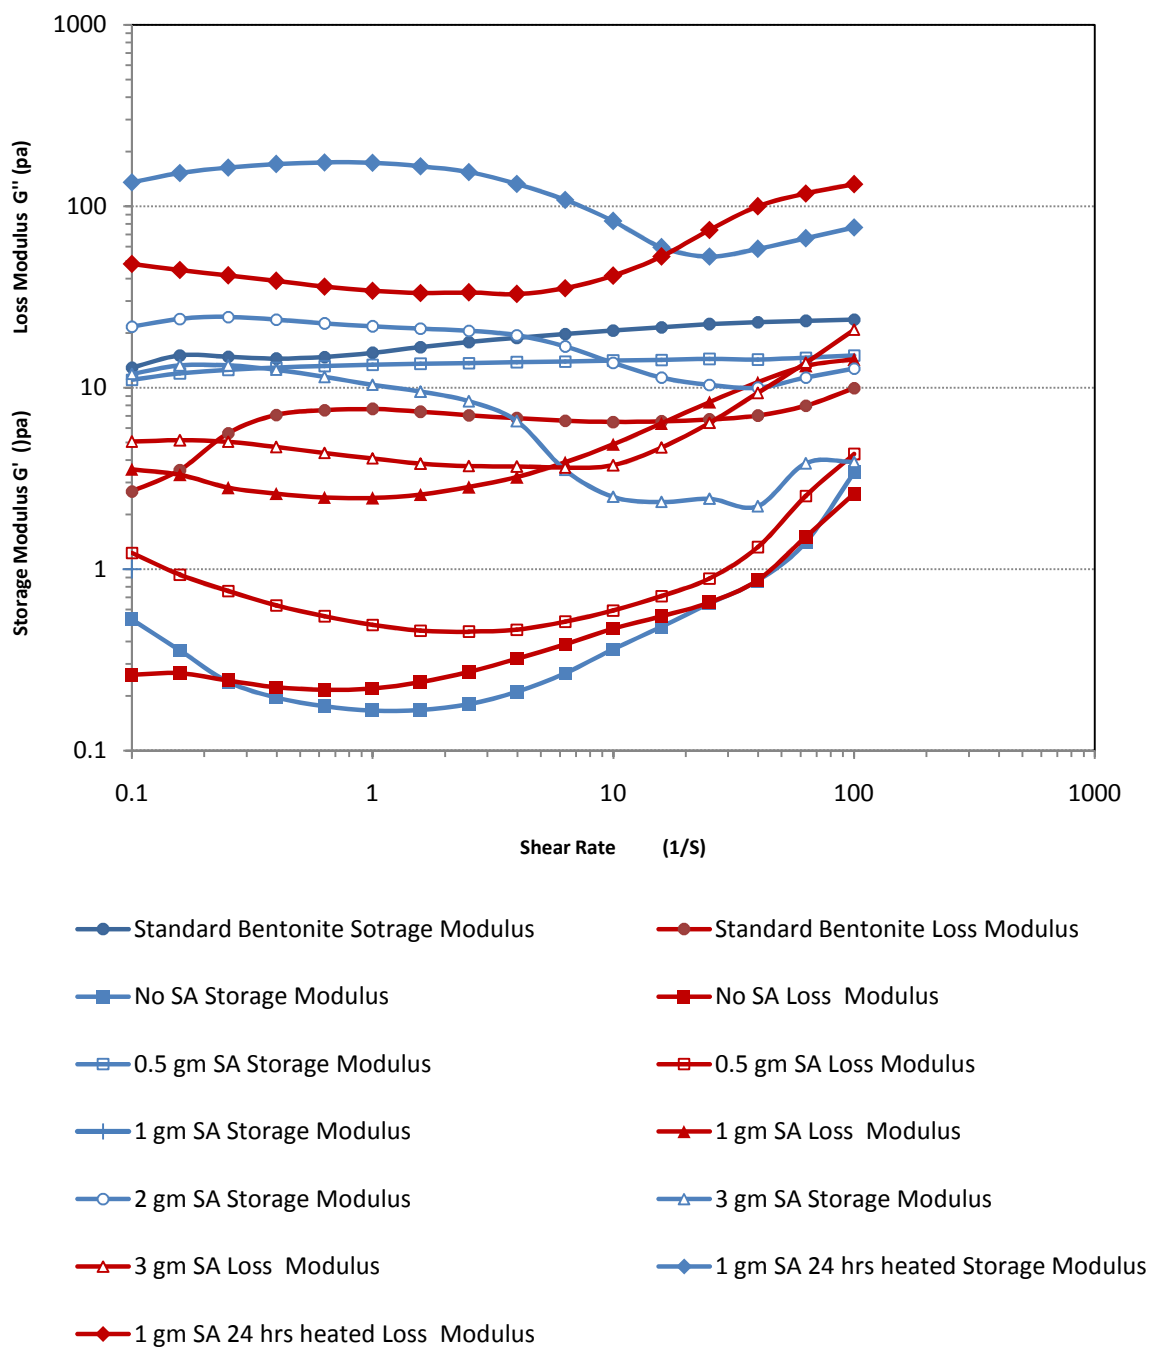 1000
100
10
1
0.1
Loss Modulus G'' (pa)
Storage Modulus G' ()pa)
0.1 1 10 100 1000
Shear Rate (1/S)
Standard Bentonite Sotrage Modulus
Standard Bentonite Loss Modulus
No SA Storage Modulus
No SA Loss Modulus
0.5 gm SA Storage Modulus
0.5 gm SA Loss Modulus
1 gm SA Storage Modulus
1 gm SA Loss Modulus
2 gm SA Storage Modulus
3 gm SA Storage Modulus
3 gm SA Loss Modulus
1 gm SA 24 hrs heated Storage Modulus
1 gm SA 24 hrs heated Loss Modulus